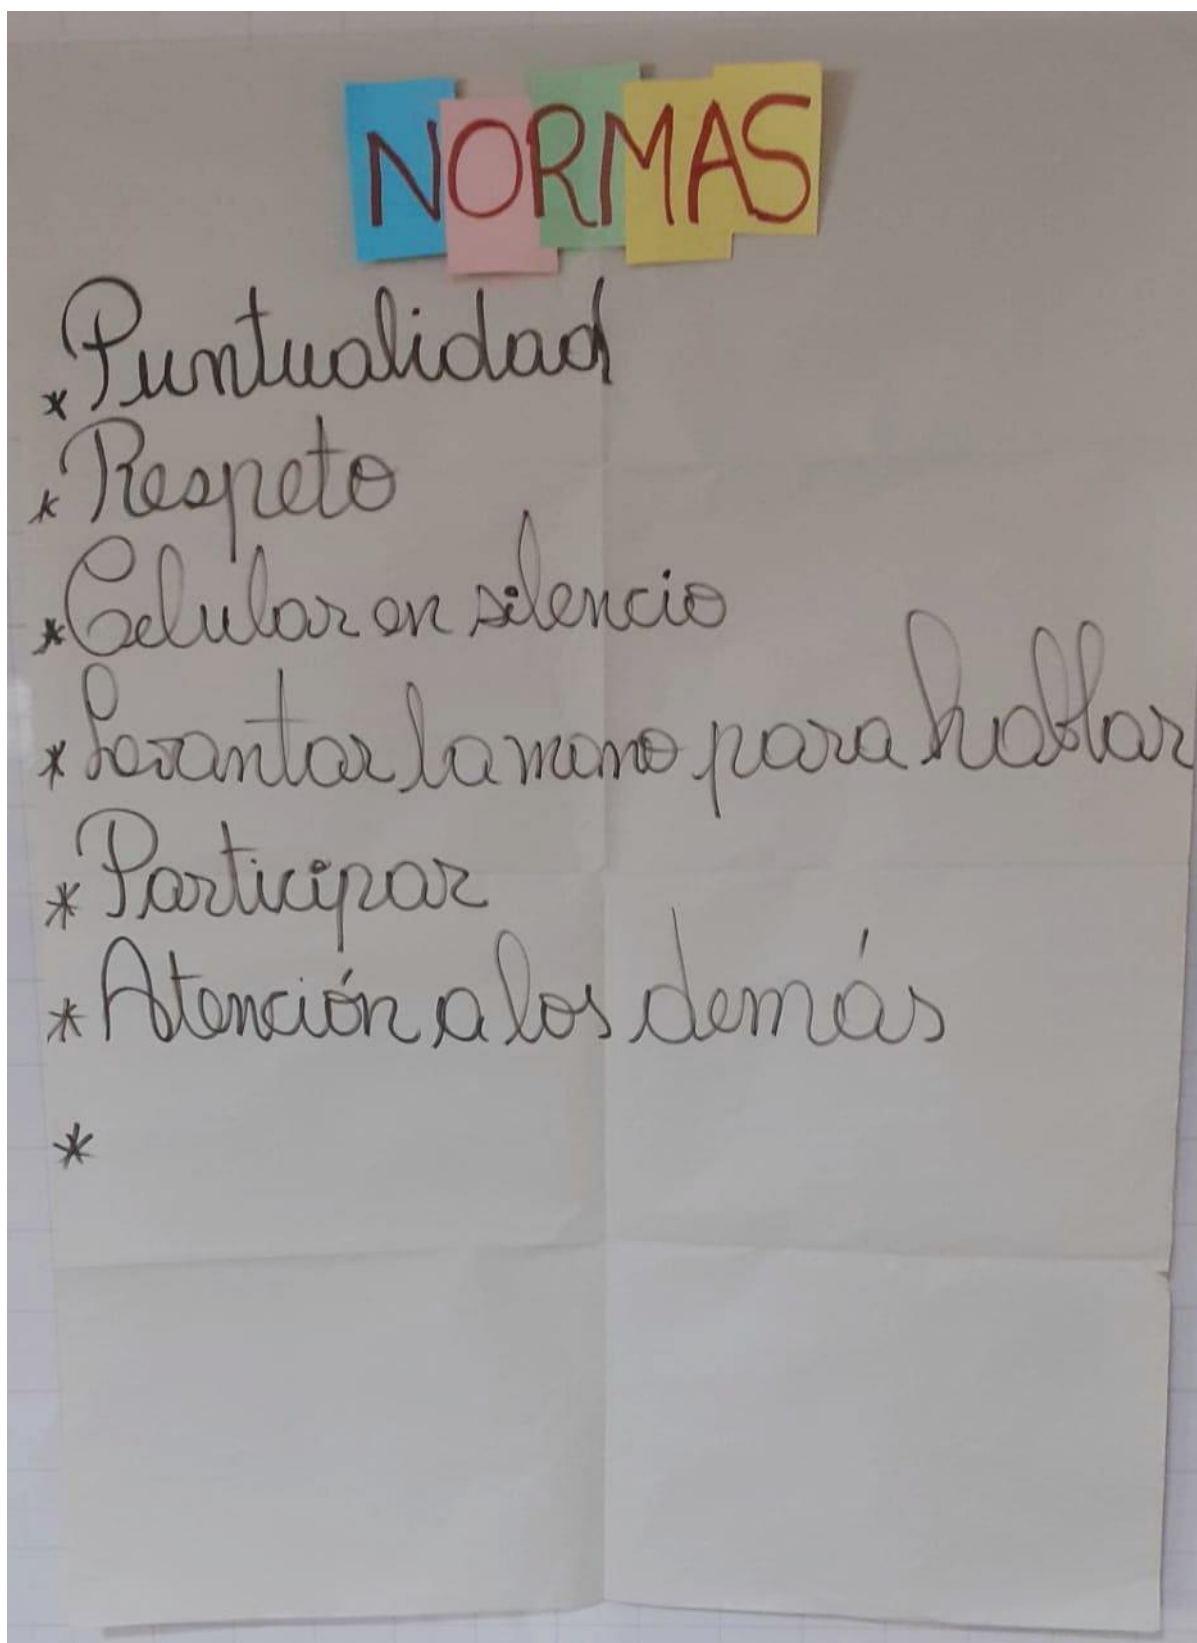 NORMAS
* Puntualidad
* Respeto
* Celular en silencio
* Levantar la mano para hablar
* Participar
* Atención a los demás
*